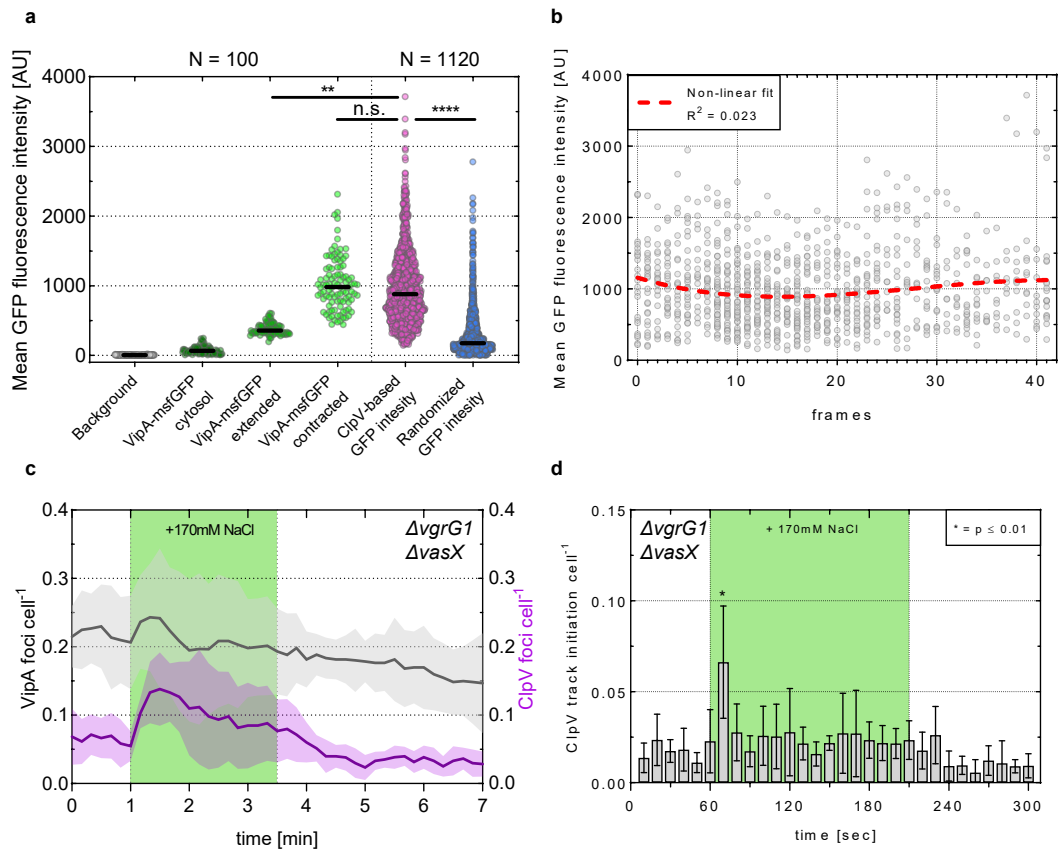 a
N = 100
N = 1120
Mean GFP fluorescence intensity [AU]
4000
3000
2000
1000
0
**
n.s.
****
Background
VipA-msfGFP
cytosol
VipA-msfGFP
extended
VipA-msfGFP
contracted
ClpV-based
GFP intesity
Randomized
GFP intesity
b
Mean GFP fluorescence intensity [AU]
4000
3000
2000
1000
0
Non-linear fit
R² = 0.023
0
10
20
30
40
frames
c
VipA foci cell⁻¹
0.4
0.3
0.2
0.1
0.0
+170mM NaCl
ΔvgrG1
ΔvasX
0.4
0.3
0.2
0.1
0.0
ClpV foci cell⁻¹
0
1
2
3
4
5
6
7
time [min]
d
ClpV track initiation cell⁻¹
0.15
0.10
0.05
0.00
ΔvgrG1
ΔvasX
+ 170mM NaCl
* = p ≤ 0.01
*
0
60
120
180
240
300
time [sec]